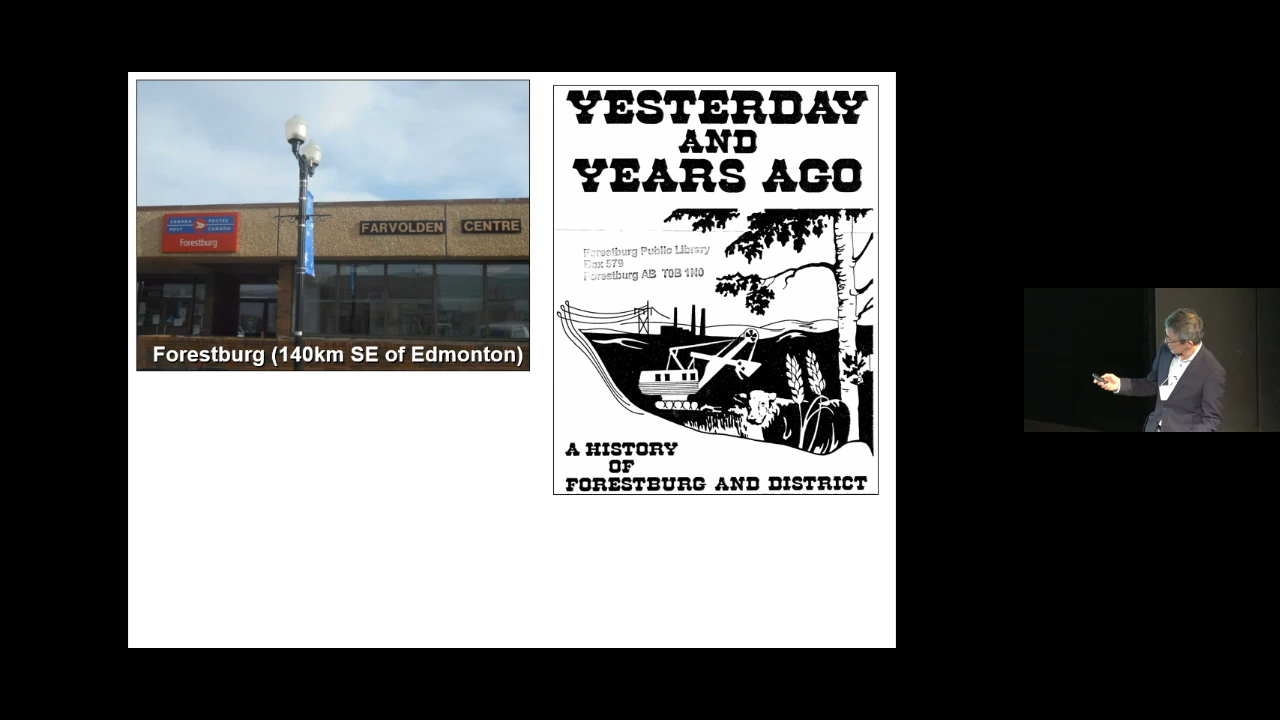 CANADA POSTES
POST CANADA
Forestburg
FARVOLDEN CENTRE
Forestburg (140km SE of Edmonton)
YESTERDAY
AND
YEARS AGO
Forestburg Public Library
Box 579
Forestburg AB T0B 1N0
A HISTORY
OF
FORESTBURG AND DISTRICT